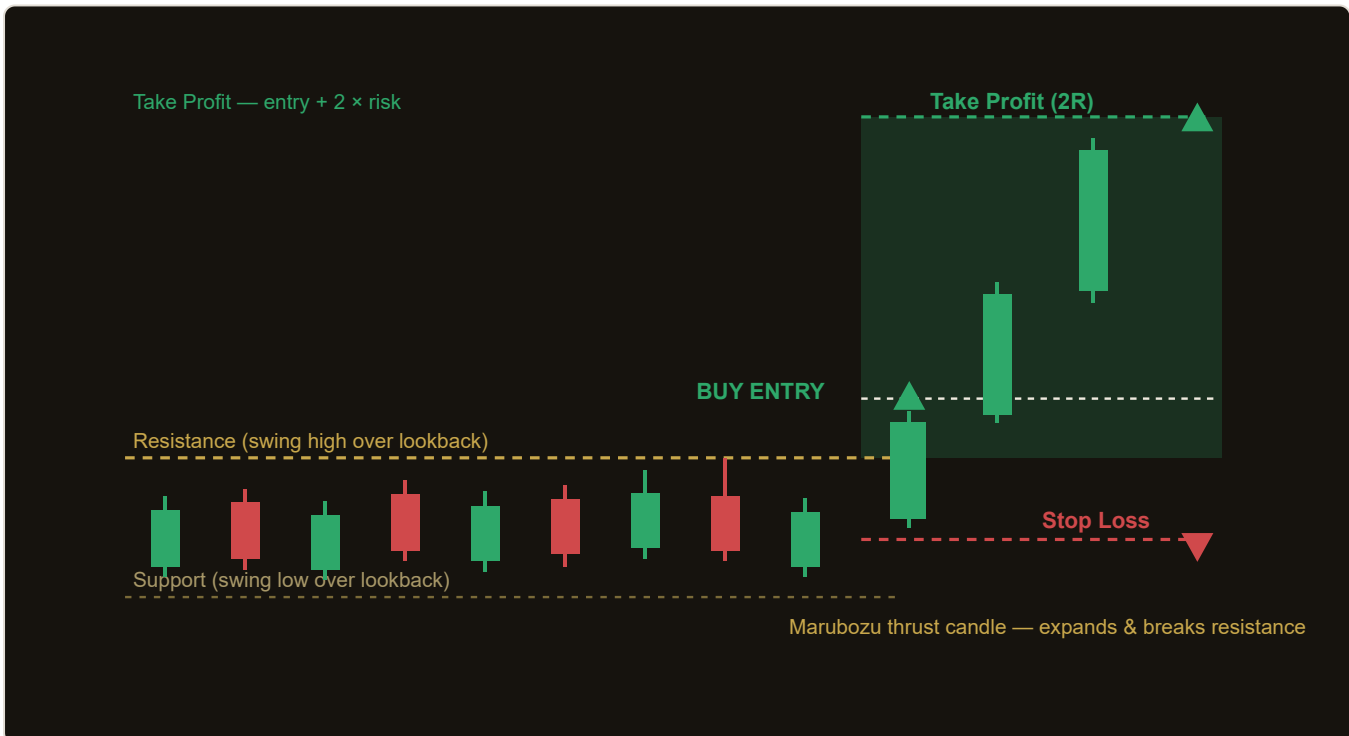 Take Profit — entry + 2 × risk
Take Profit (2R)
BUY ENTRY
Resistance (swing high over lookback)
Stop Loss
Support (swing low over lookback)
Marubozu thrust candle — expands & breaks resistance